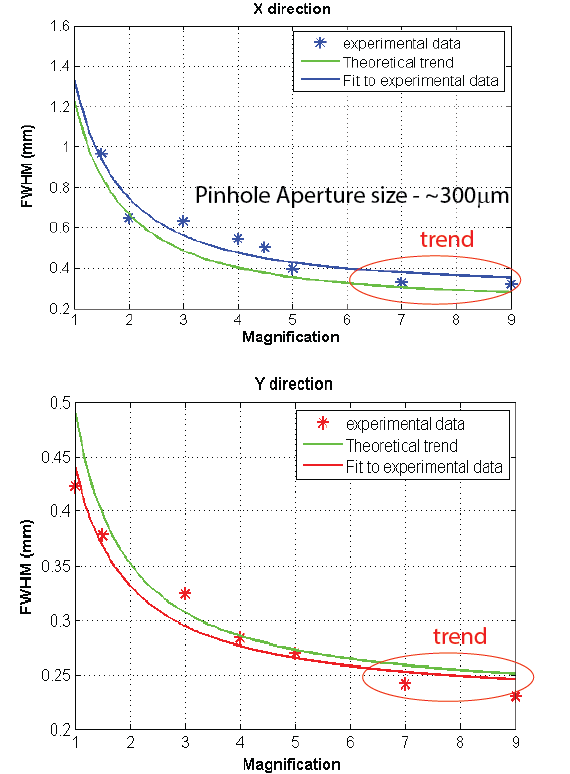 X direction
1.6
1.4
1.2
1
0.8
0.6
0.4
0.2
FWHM (mm)
experimental data
Theoretical trend
Fit to experimental data
Pinhole Aperture size - ~300µm
trend
1 2 3 4 5 6 7 8 9
Magnification
Y direction
0.5
0.45
0.4
0.35
0.3
0.25
0.2
FWHM (mm)
experimental data
Theoretical trend
Fit to experimental data
trend
1 2 3 4 5 6 7 8 9
Magnification